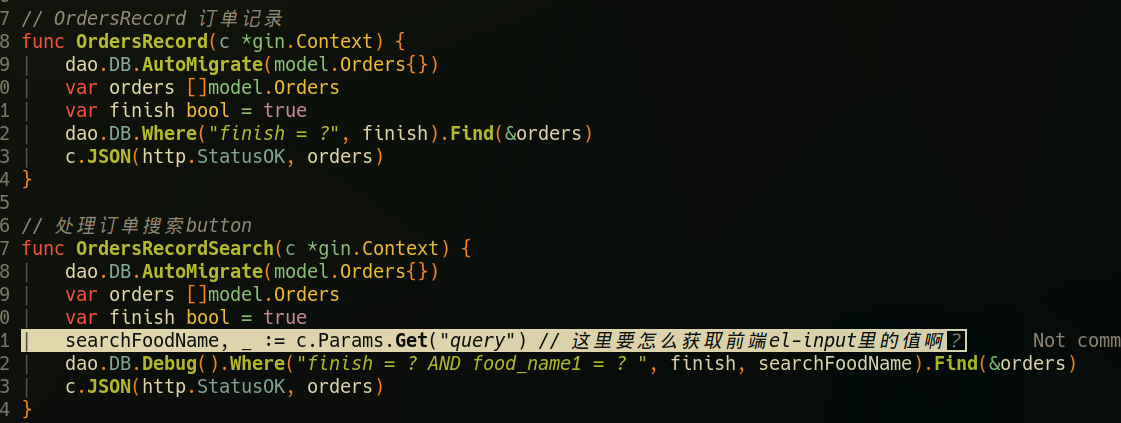 7 // OrdersRecord 订单记录
8 func OrdersRecord(c *gin.Context) {
9 | dao.DB.AutoMigrate(model.Orders{})
0 | var orders []model.Orders
1 | var finish bool = true
2 | dao.DB.Where("finish = ?", finish).Find(&orders)
3 | c.JSON(http.StatusOK, orders)
4 }
5
6 // 处理订单搜索button
7 func OrdersRecordSearch(c *gin.Context) {
8 | dao.DB.AutoMigrate(model.Orders{})
9 | var orders []model.Orders
0 | var finish bool = true
1 | searchFoodName, _ := c.Params.Get("query") // 这里要怎么获取前端el-input里的值啊? Not comm
2 | dao.DB.Debug().Where("finish = ? AND food_name1 = ? ", finish, searchFoodName).Find(&orders)
3 | c.JSON(http.StatusOK, orders)
4 }